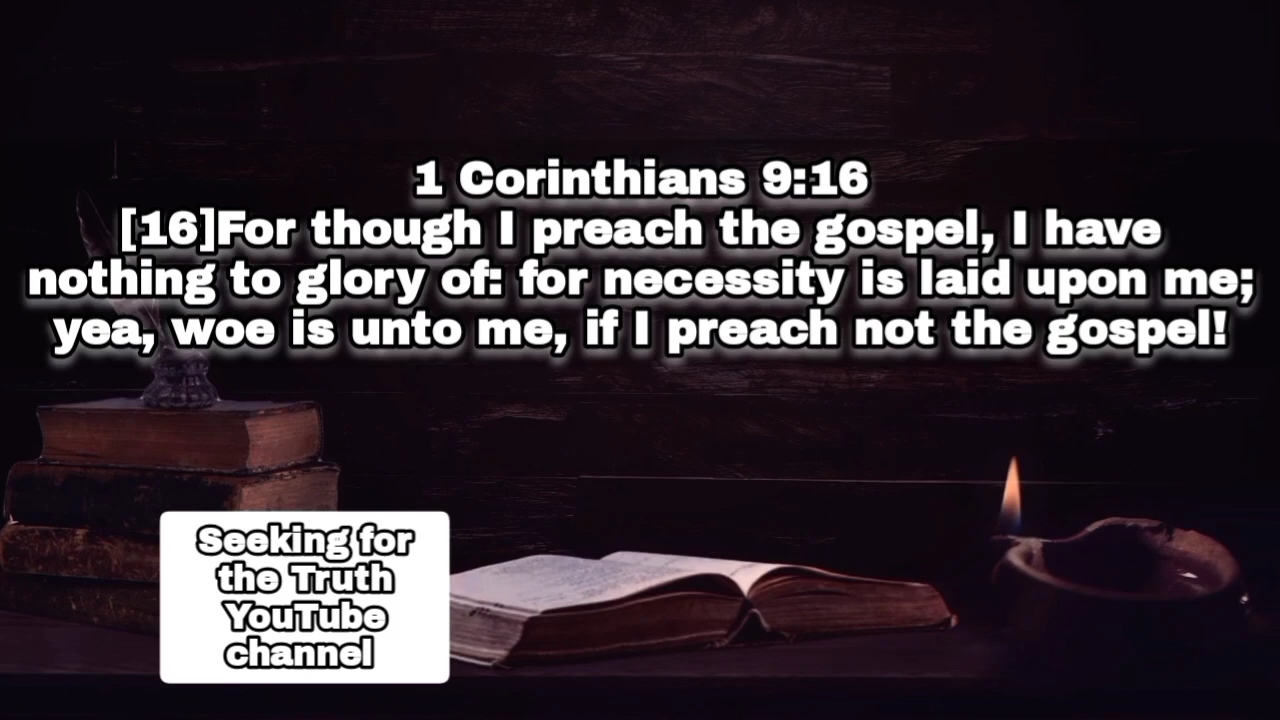 1 Corinthians 9:16
[16]For though I preach the gospel, I have
nothing to glory of: for necessity is laid upon me;
yea, woe is unto me, if I preach not the gospel!
Seeking for
the Truth
YouTube
channel